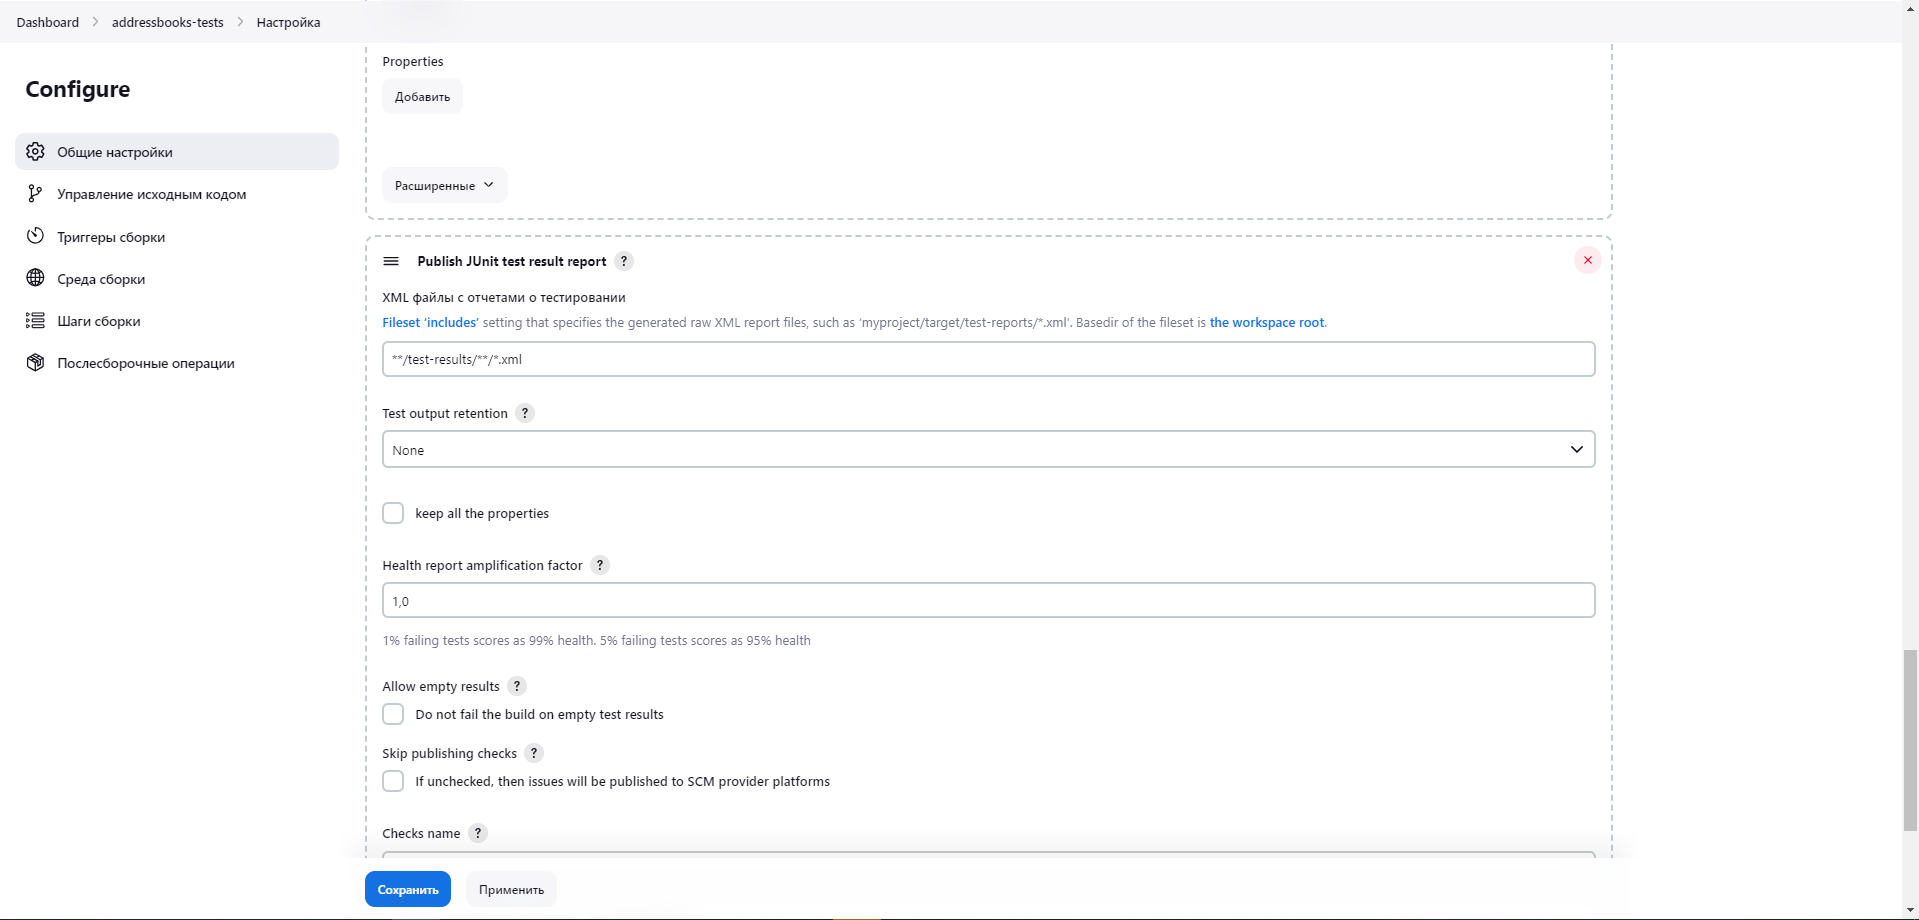 Dashboard > addressbooks-tests > Настройка
Configure
Общие настройки
Управление исходным кодом
Триггеры сборки
Среда сборки
Шаги сборки
Послесборочные операции
Properties
Добавить
Расширенные
Publish JUnit test result report ?
XML файлы с отчетами о тестировании
Fileset ‘includes’ setting that specifies the generated raw XML report files, such as ‘myproject/target/test-reports/*.xml’. Basedir of the fileset is the workspace root.
**/test-results/**/*.xml
Test output retention ?
None
keep all the properties
Health report amplification factor ?
1,0
1% failing tests scores as 99% health. 5% failing tests scores as 95% health
Allow empty results ?
Do not fail the build on empty test results
Skip publishing checks ?
If unchecked, then issues will be published to SCM provider platforms
Checks name ?
Сохранить
Применить